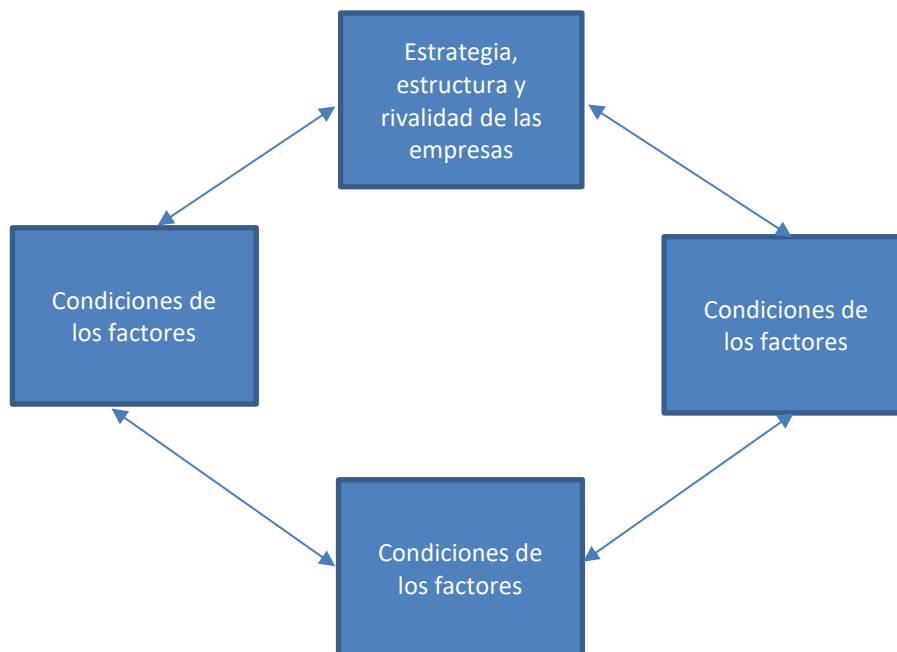 Estrategia,
estructura y
rivalidad de las
empresas
Condiciones de
los factores
Condiciones de
los factores
Condiciones de
los factores